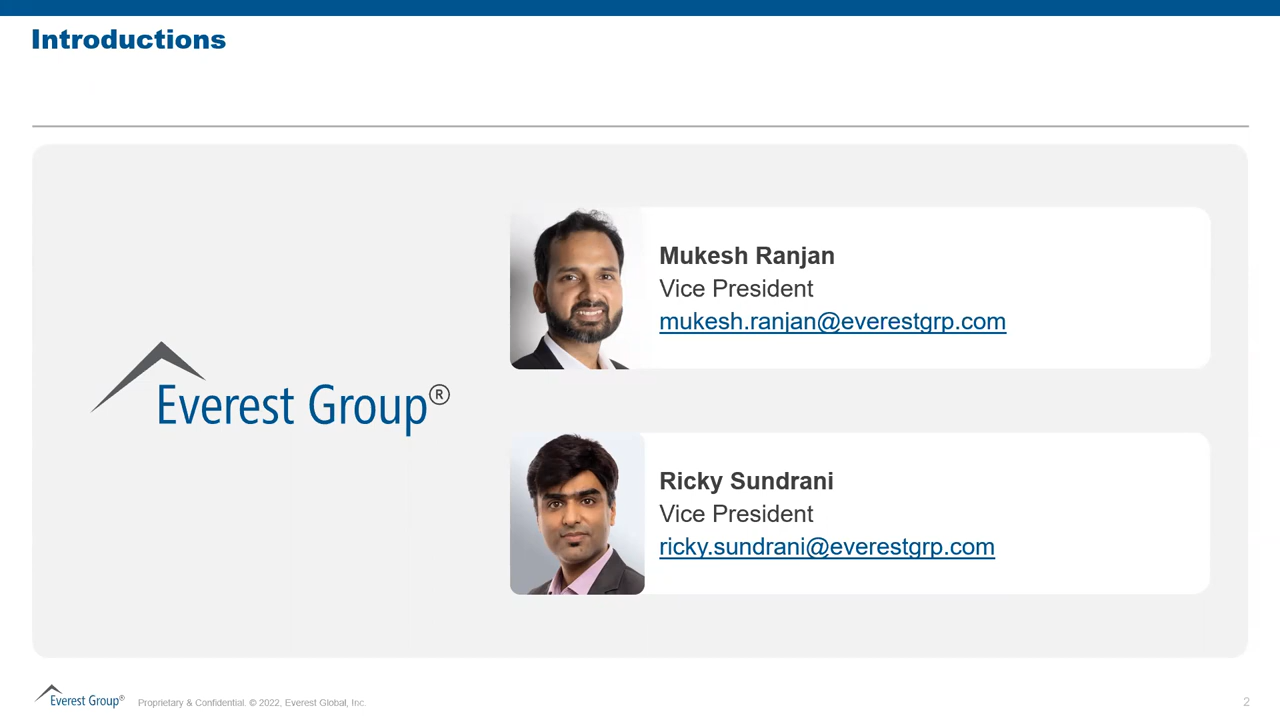 Introductions
Everest Group®
Mukesh Ranjan
Vice President
mukesh.ranjan@everestgrp.com
Ricky Sundrani
Vice President
ricky.sundrani@everestgrp.com
Everest Group® Proprietary & Confidential. © 2022, Everest Global, Inc. 2